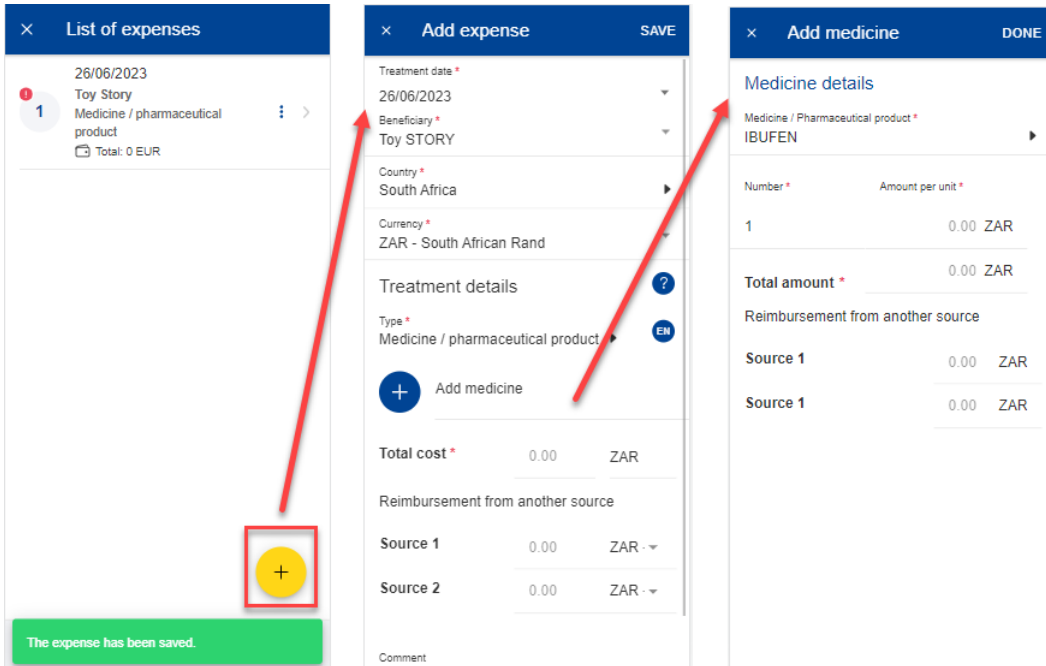 × List of expenses
26/06/2023
!
Toy Story
1
Medicine / pharmaceutical
product
Total: 0 EUR
+
The expense has been saved.
× Add expense SAVE
Treatment date *
26/06/2023
Beneficiary *
Toy STORY
Country *
South Africa
Currency *
ZAR - South African Rand
Treatment details ?
Type *
Medicine / pharmaceutical product EN
+ Add medicine
Total cost * 0.00 ZAR
Reimbursement from another source
Source 1 0.00 ZAR -
Source 2 0.00 ZAR -
Comment
× Add medicine DONE
Medicine details
Medicine / Pharmaceutical product *
IBUFEN
Number * Amount per unit *
1 0.00 ZAR
Total amount * 0.00 ZAR
Reimbursement from another source
Source 1 0.00 ZAR
Source 1 0.00 ZAR